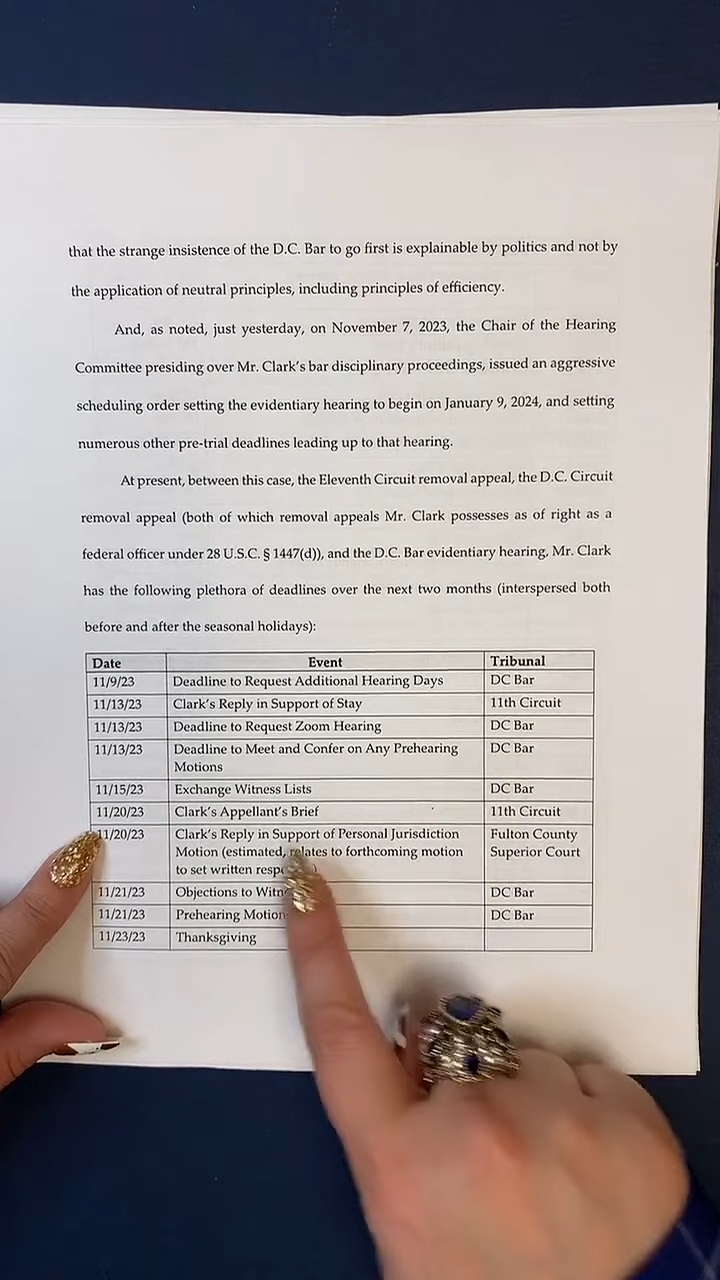 that the strange insistence of the D.C. Bar to go first is explainable by politics and not by
the application of neutral principles, including principles of efficiency.
And, as noted, just yesterday, on November 7, 2023, the Chair of the Hearing
Committee presiding over Mr. Clark's bar disciplinary proceedings, issued an aggressive
scheduling order setting the evidentiary hearing to begin on January 9, 2024, and setting
numerous other pre-trial deadlines leading up to that hearing.
At present, between this case, the Eleventh Circuit removal appeal, the D.C. Circuit
removal appeal (both of which removal appeals Mr. Clark possesses as of right as a
federal officer under 28 U.S.C. § 1447(d)), and the D.C. Bar evidentiary hearing, Mr. Clark
has the following plethora of deadlines over the next two months (interspersed both
before and after the seasonal holidays):
Date Event Tribunal
11/9/23 Deadline to Request Additional Hearing Days DC Bar
11/13/23 Clark's Reply in Support of Stay 11th Circuit
11/13/23 Deadline to Request Zoom Hearing DC Bar
11/13/23 Deadline to Meet and Confer on Any Prehearing DC Bar
Motions
11/15/23 Exchange Witness Lists DC Bar
11/20/23 Clark's Appellant's Brief 11th Circuit
11/20/23 Clark's Reply in Support of Personal Jurisdiction Fulton County
Motion (estimated, relates to forthcoming motion Superior Court
to set written
11/21/23 Objections to DC Bar
11/21/23 Prehearing DC Bar
11/23/23 Thanksgiving